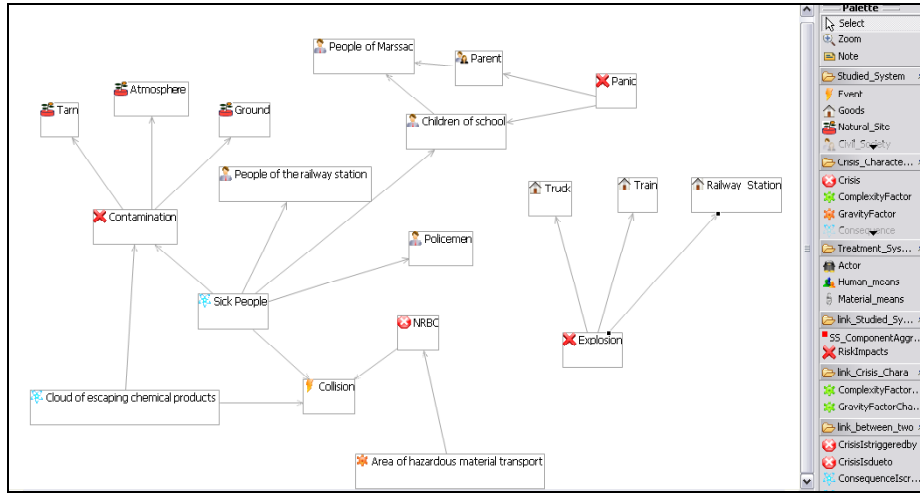 People of Marssac
Parent
Panic
Atmosphere
Tarn
Ground
Children of school
People of the railway station
Truck
Train
Railway Station
Contamination
Policemen
Sick People
NRBC
Explosion
Collision
Cloud of escaping chemical products
Area of hazardous material transport
Palette
Select
Zoom
Note
Studied_System
Event
Goods
Natural_Site
Civil_Society
Crisis_Characte...
Crisis
ComplexityFactor
GravityFactor
Consequence
Treatment_Sys...
Actor
Human_means
Material_means
link_Studied_Sy...
SS_ComponentAggr...
RiskImpacts
link_Crisis_Chara
ComplexityFactor...
GravityFactorCha...
link_between_two
CrisisIstriggeredby
CrisisIsdueto
ConsequenceIscr...